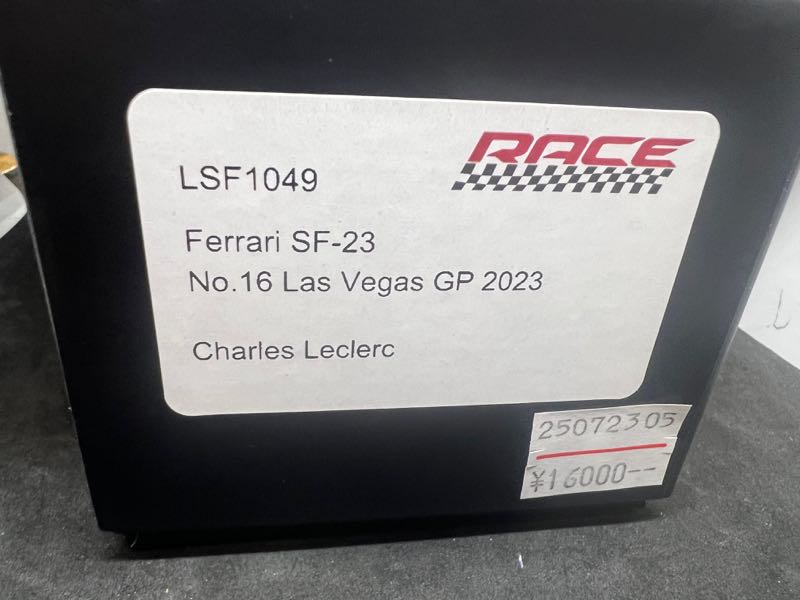 RACE
LSF1049
Ferrari SF-23
No.16 Las Vegas GP 2023
Charles Leclerc
25072305
¥16000--